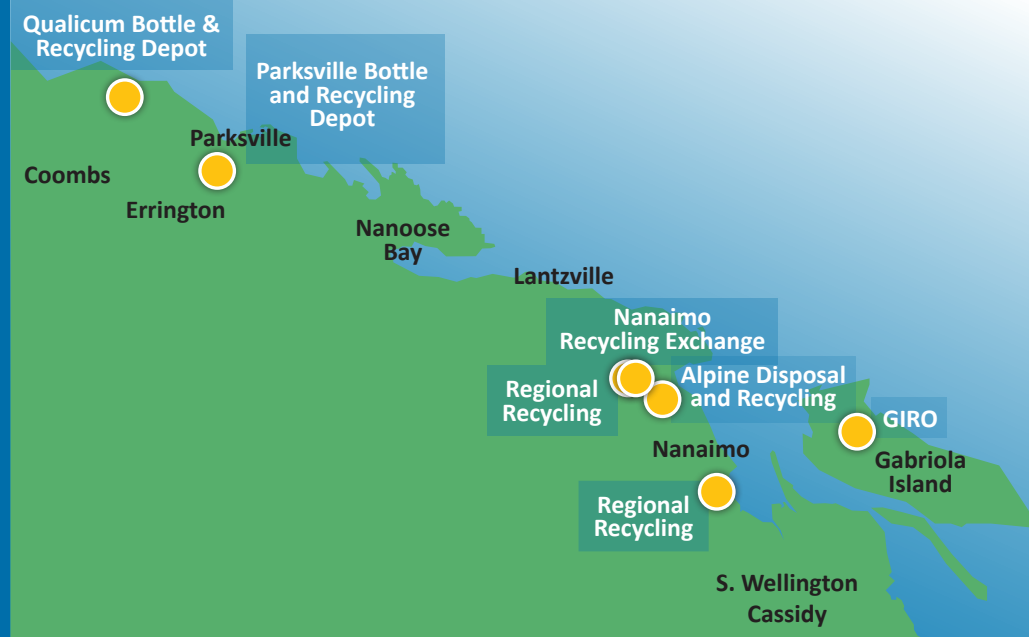 Qualicum Bottle &
Recycling Depot
Parksville Bottle
and Recycling
Depot
Parksville
Coombs
Errington
Nanoose
Bay
Lantzville
Nanaimo
Recycling Exchange
Regional
Recycling
Alpine Disposal
and Recycling
GIRO
Nanaimo
Gabriola
Island
Regional
Recycling
S. Wellington
Cassidy